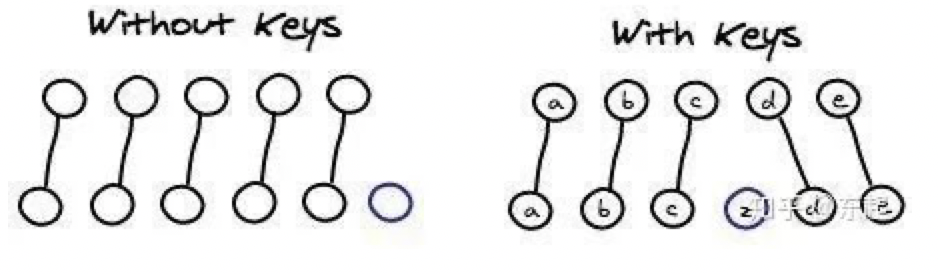 Without Keys
With Keys
a b c d e
a b c z d e
知乎 @东起